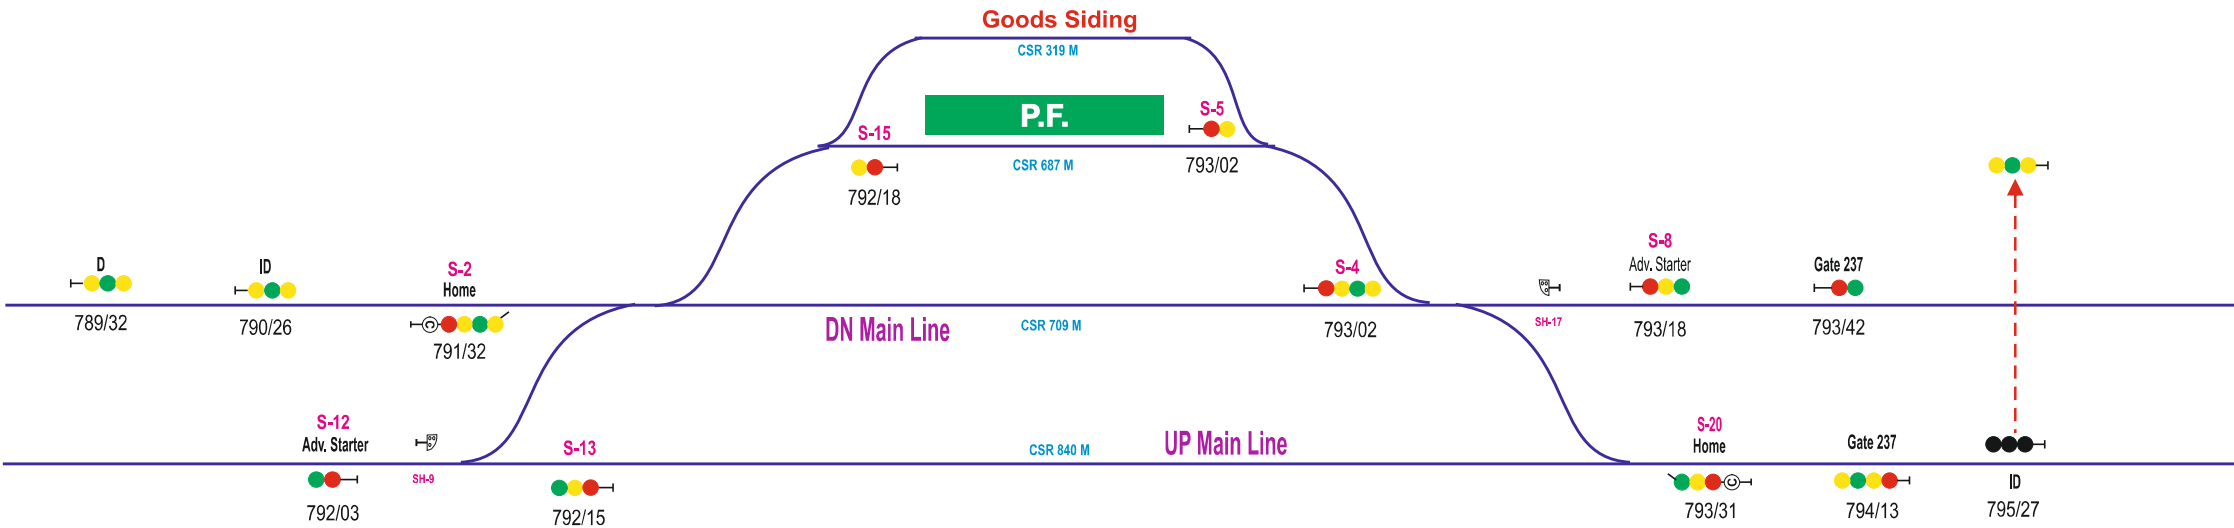 Goods Siding
CSR 319 M
P.F.
S-5
S-15
CSR 687 M
793/02
792/18
D
ID
S-2
Home
S-4
S-8
Adv. Starter
Gate 237
789/32
790/26
C
791/32
DN Main Line
CSR 709 M
793/02
SH-17
793/18
793/42
S-12
Adv. Starter
SH-9
S-13
CSR 840 M
UP Main Line
S-20
Home
Gate 237
792/03
792/15
C
793/31
794/13
ID
795/27